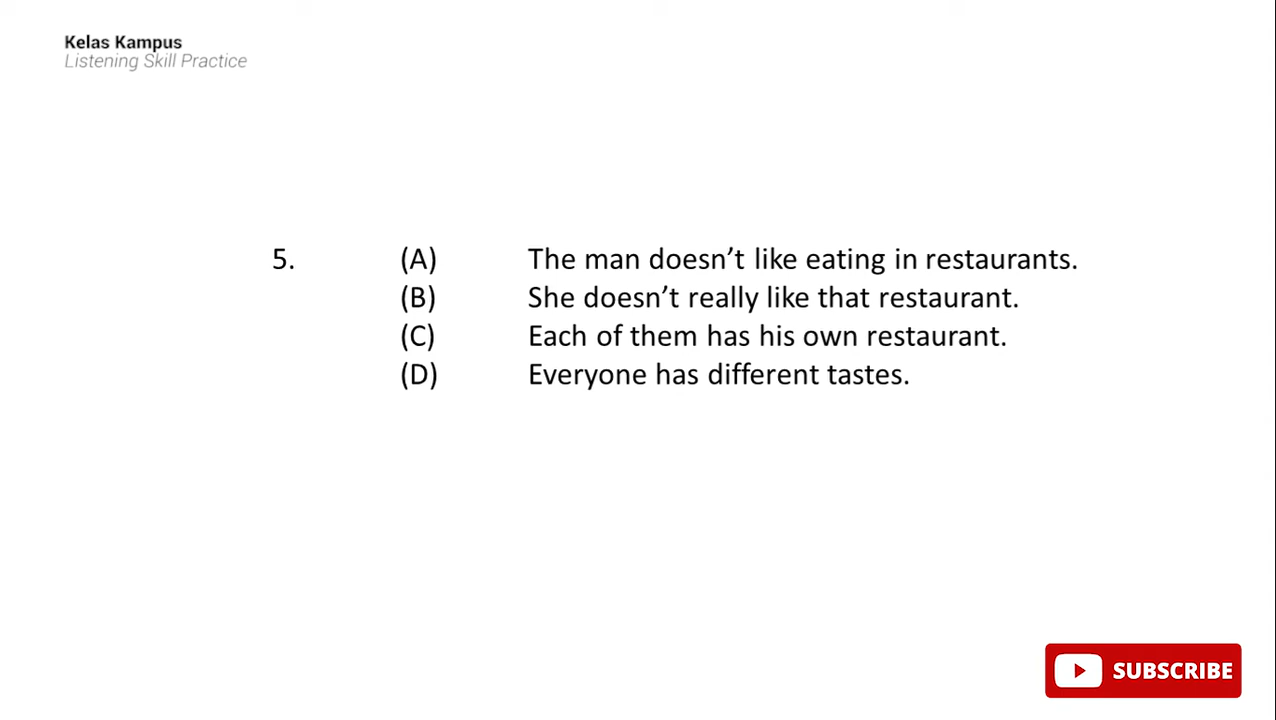 Kelas Kampus
Listening Skill Practice
5. (A) The man doesn't like eating in restaurants.
(B) She doesn't really like that restaurant.
(C) Each of them has his own restaurant.
(D) Everyone has different tastes.
SUBSCRIBE